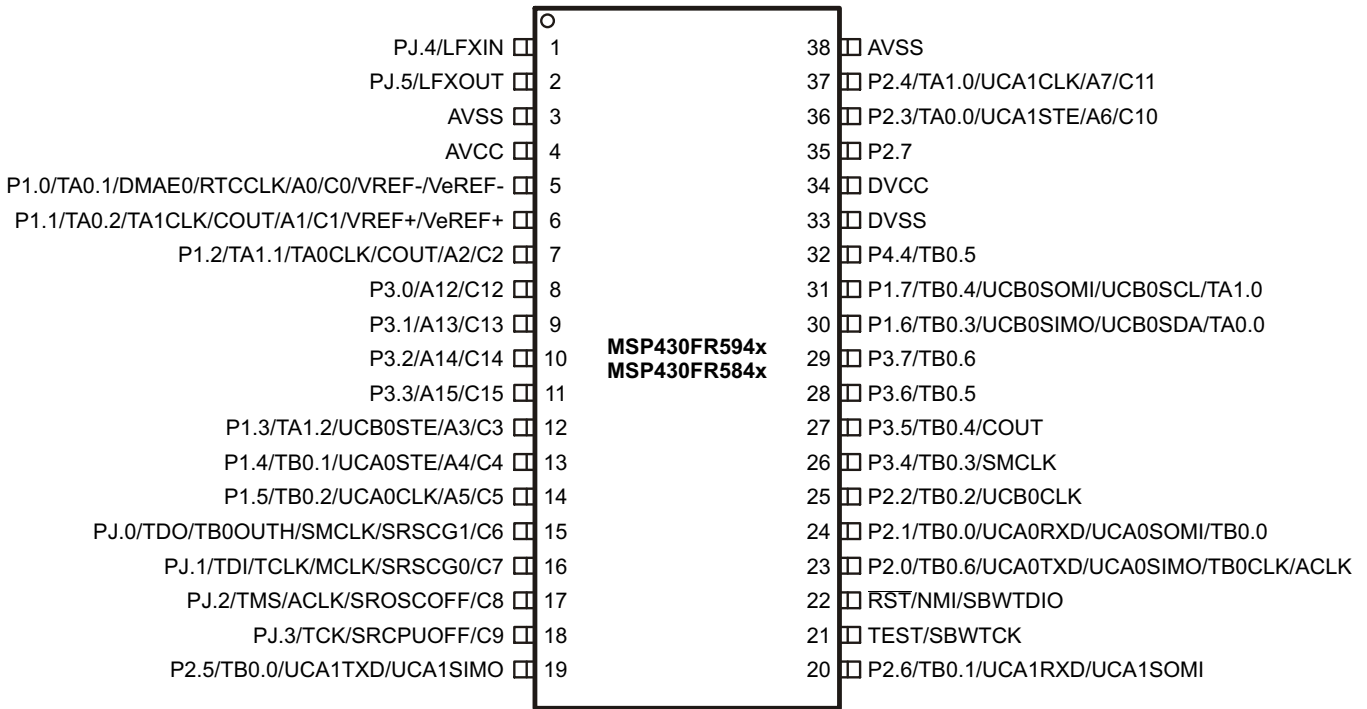 PJ.4/LFXIN 1
PJ.5/LFXOUT 2
AVSS 3
AVCC 4
P1.0/TA0.1/DMAE0/RTCCLK/A0/C0/VREF-/VeREF- 5
P1.1/TA0.2/TA1CLK/COUT/A1/C1/VREF+/VeREF+ 6
P1.2/TA1.1/TA0CLK/COUT/A2/C2 7
P3.0/A12/C12 8
P3.1/A13/C13 9
P3.2/A14/C14 10
P3.3/A15/C15 11
P1.3/TA1.2/UCB0STE/A3/C3 12
P1.4/TB0.1/UCA0STE/A4/C4 13
P1.5/TB0.2/UCA0CLK/A5/C5 14
PJ.0/TDO/TB0OUTH/SMCLK/SRSCG1/C6 15
PJ.1/TDI/TCLK/MCLK/SRSCG0/C7 16
PJ.2/TMS/ACLK/SROSCOFF/C8 17
PJ.3/TCK/SRCPUOFF/C9 18
P2.5/TB0.0/UCA1TXD/UCA1SIMO 19
MSP430FR594x
MSP430FR584x
38 AVSS
37 P2.4/TA1.0/UCA1CLK/A7/C11
36 P2.3/TA0.0/UCA1STE/A6/C10
35 P2.7
34 DVCC
33 DVSS
32 P4.4/TB0.5
31 P1.7/TB0.4/UCB0SOMI/UCB0SCL/TA1.0
30 P1.6/TB0.3/UCB0SIMO/UCB0SDA/TA0.0
29 P3.7/TB0.6
28 P3.6/TB0.5
27 P3.5/TB0.4/COUT
26 P3.4/TB0.3/SMCLK
25 P2.2/TB0.2/UCB0CLK
24 P2.1/TB0.0/UCA0RXD/UCA0SOMI/TB0.0
23 P2.0/TB0.6/UCA0TXD/UCA0SIMO/TB0CLK/ACLK
22 RST/NMI/SBWTDIO
21 TEST/SBWTCK
20 P2.6/TB0.1/UCA1RXD/UCA1SOMI